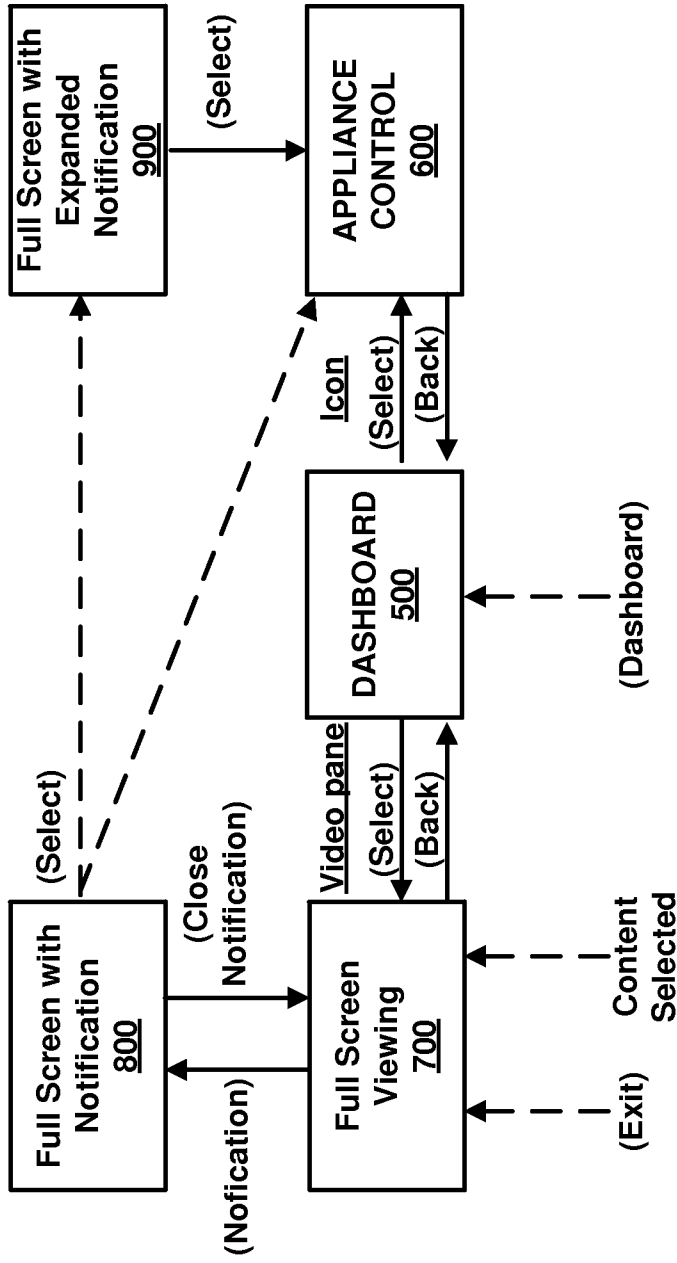 Full Screen with
Notification
800
(Select)
Full Screen with
Expanded
Notification
900
(Nofication)
(Close
Notification)
(Select)
Full Screen
Viewing
700
Video pane
(Select)
(Back)
DASHBOARD
500
Icon
(Select)
(Back)
APPLIANCE
CONTROL
600
(Exit)
Content
Selected
(Dashboard)